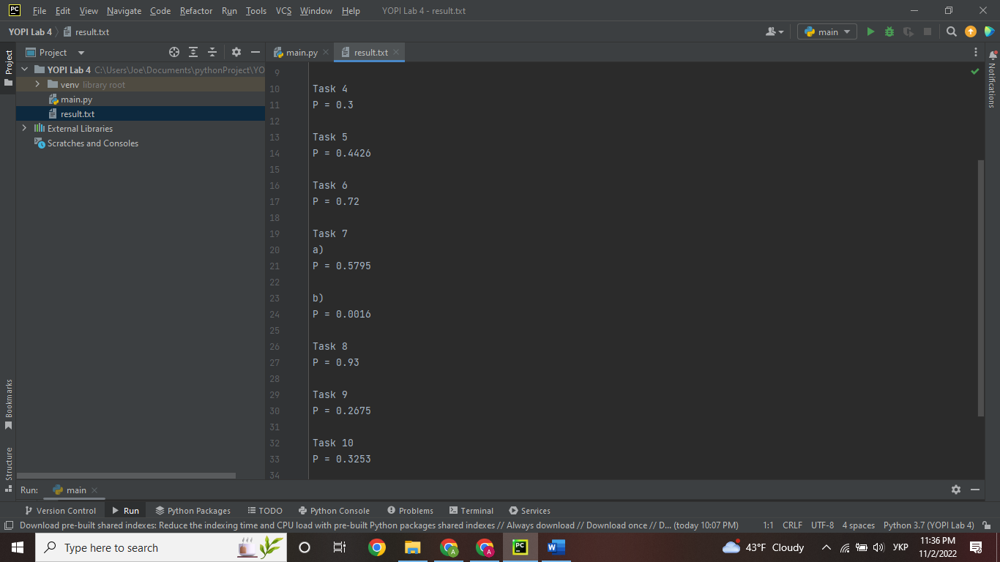 PC File Edit View Navigate Code Refactor Run Tools VCS Window Help YOPI Lab 4 - result.txt
YOPI Lab 4 result.txt main
Project main.py result.txt
Project
YOPI Lab 4 C:\Users\Joe\Documents\pythonProject\YO
venv library root
main.py
result.txt
External Libraries
Scratches and Consoles
Bookmarks
Structure
9
10 Task 4
11 P = 0.3
12
13 Task 5
14 P = 0.4426
15
16 Task 6
17 P = 0.72
18
19 Task 7
20 a)
21 P = 0.5795
22
23 b)
24 P = 0.0016
25
26 Task 8
27 P = 0.93
28
29 Task 9
30 P = 0.2675
31
32 Task 10
33 P = 0.3253
34
Notifications
Run: main
Version Control Run Python Packages TODO Python Console Problems Terminal Services
Download pre-built shared indexes: Reduce the indexing time and CPU load with pre-built Python packages shared indexes // Always download // Download once // D... (today 10:07 PM) 1:1 CRLF UTF-8 4 spaces Python 3.7 (YOPI Lab 4)
Type here to search A A PC W 43°F Cloudy УКР 11:36 PM
11/2/2022